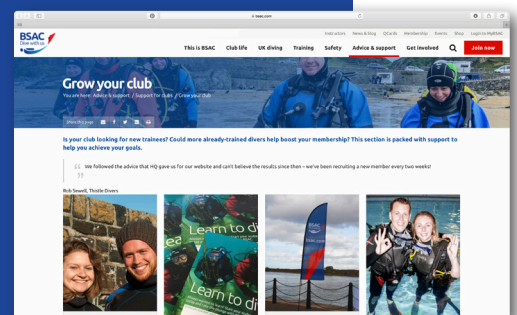 bsac.com
BSAC
Dive with us
Instructors News & Blog QCards Membership Events Shop Login to MyBSAC
This is BSAC Club life UK diving Training Safety Advice & support Get involved Join now
Grow your club
You are here: Advice & support / Support for clubs / Grow your club
Share this page
Is your club looking for new trainees? Could more already-trained divers help boost your membership? This section is packed with support to
help you achieve your goals.
We followed the advice that HQ gave us for our website and can't believe the results since then – we've been recruiting a new member every two weeks!
Rob Sewell, Thistle Divers
Learn to d
Learn to di
BSAC
bsac.com